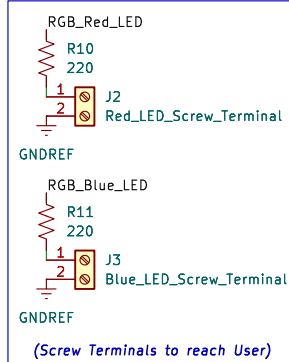 RGB_Red_LED
R10
220
1
J2
2
Red_LED_Screw_Terminal
GNDREF
RGB_Blue_LED
R11
220
1
J3
2
Blue_LED_Screw_Terminal
GNDREF
(Screw Terminals to reach User)